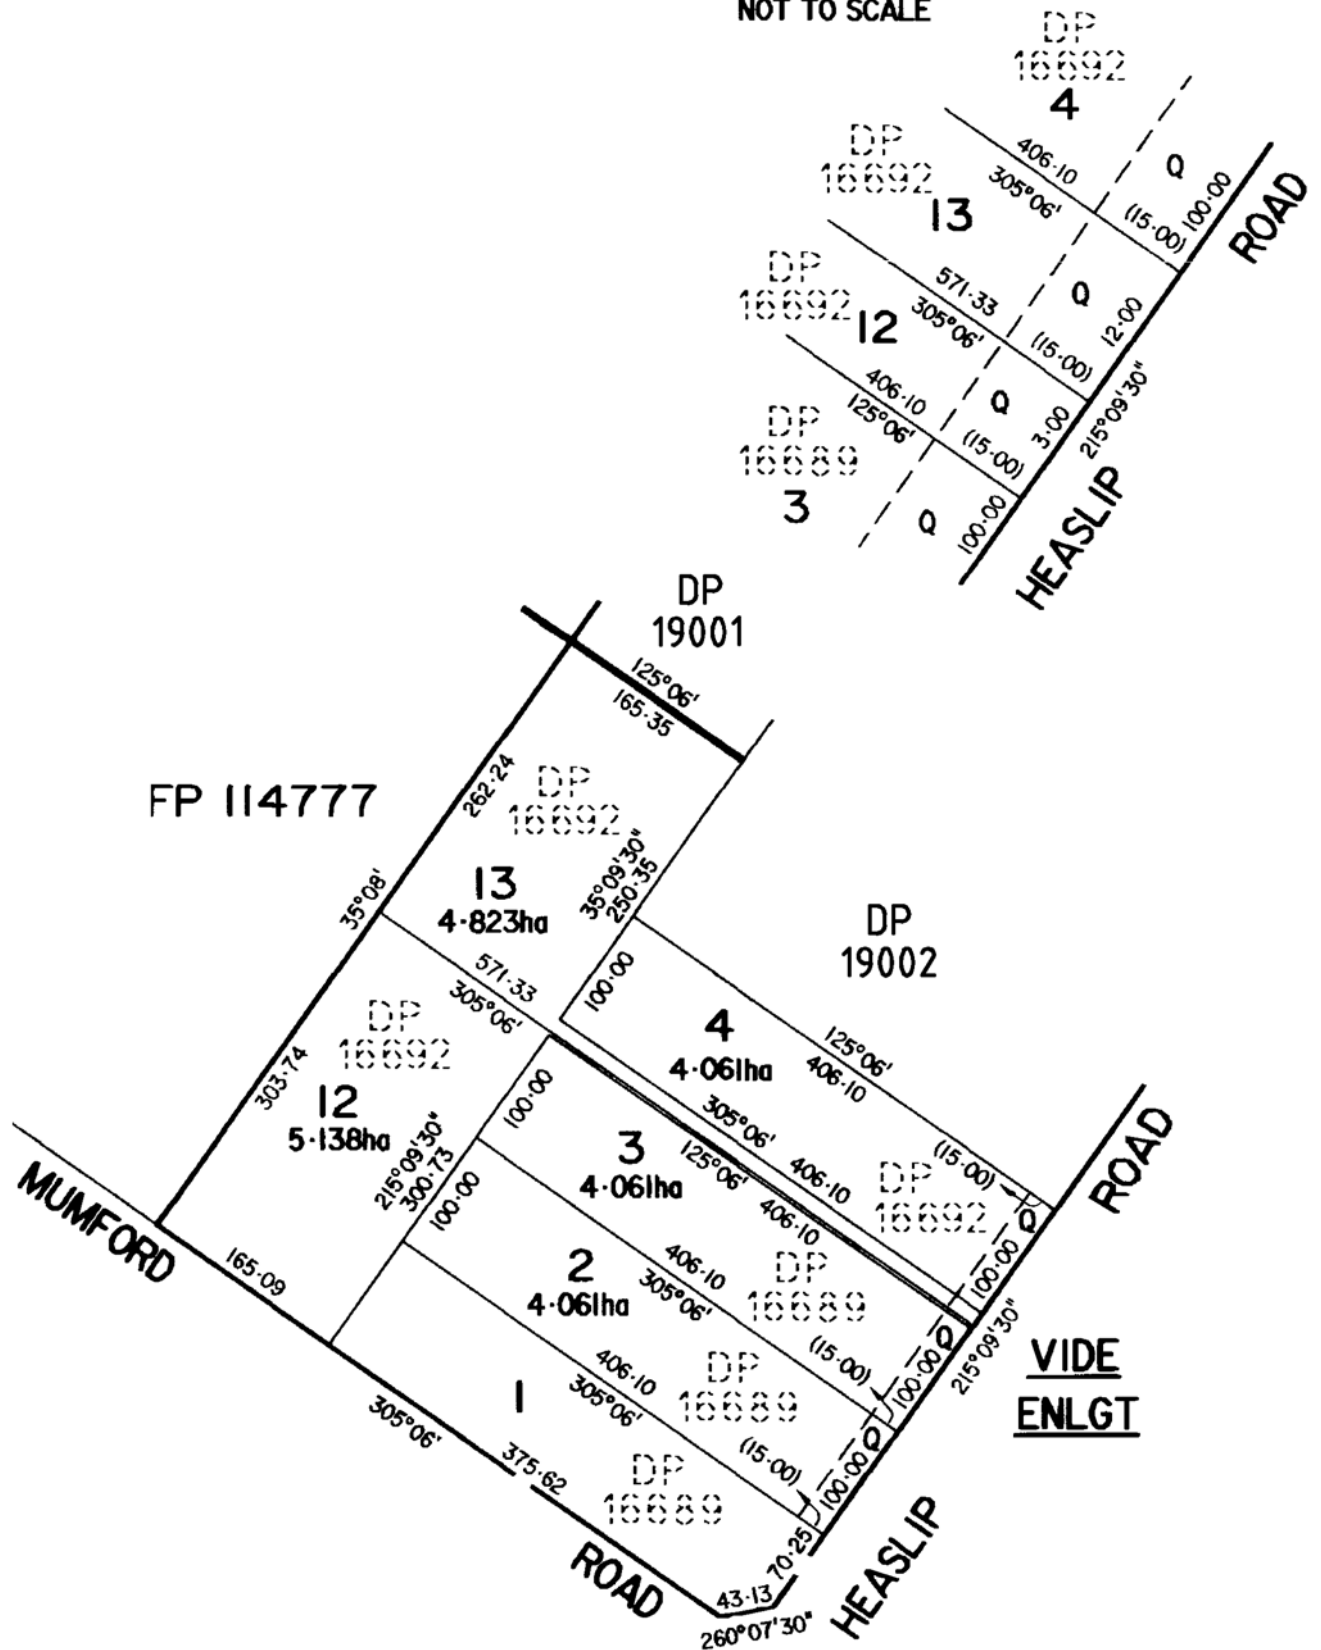 NOT TO SCALE
DP
16692
4
406·10
305°06'
Q
(15·00)
100·00
ROAD
DP
16692
13
571·33
305°06'
Q
(15·00)
12·00
DP
16692
12
406·10
125°06'
Q
(15·00)
3·00
215°09'30"
DP
16689
3
Q
100·00
HEASLIP
DP
19001
125°06'
165·35
FP 114777
262·24
DP
16692
35°09'30"
250·35
13
4·823ha
35°08'
DP
19002
571·33
305°06'
100·00
4
4·061ha
125°06'
406·10
DP
16692
303·74
12
5·138ha
100·00
305°06'
406·10
3
4·061ha
125°06'
406·10
(15·00)
DP
16692
Q
100·00
ROAD
215°09'30"
300·73
100·00
MUMFORD
165·09
2
4·061ha
406·10
305°06'
DP
16689
(15·00)
Q
100·00
215°09'30"
VIDE
ENLGT
1
406·10
305°06'
DP
16689
(15·00)
Q
100·00
305°06'
375·62
DP
16689
70·25
HEASLIP
ROAD
43·13
260°07'30"